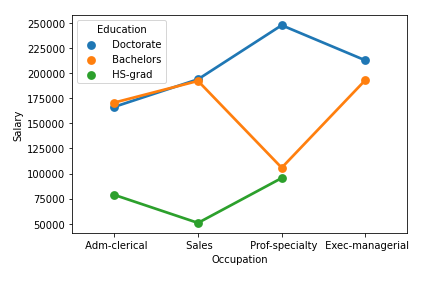 Education
Doctorate
Bachelors
HS-grad
250000
225000
200000
175000
150000
125000
100000
75000
50000
Salary
Adm-clerical Sales Prof-specialty Exec-managerial
Occupation